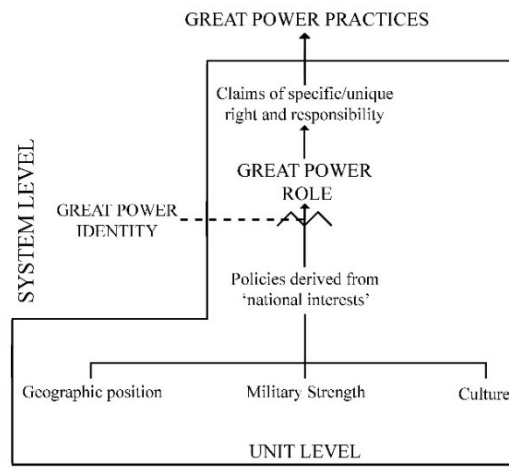 GREAT POWER PRACTICES
Claims of specific/unique
right and responsibility
GREAT POWER
ROLE
GREAT POWER
IDENTITY
SYSTEM LEVEL
Policies derived from
‘national interests’
Geographic position
Military Strength
Culture
UNIT LEVEL